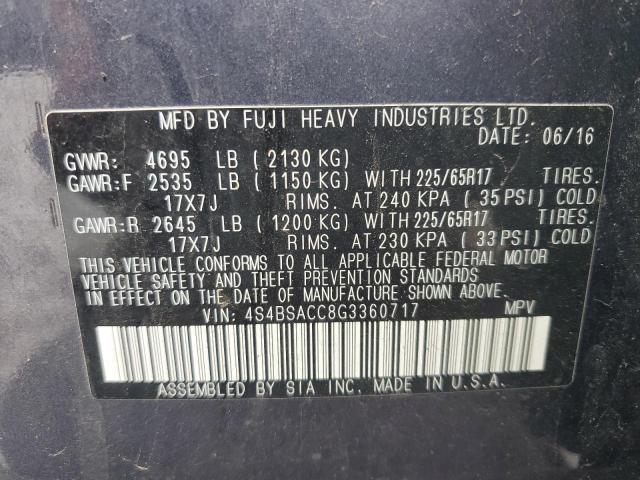 MFD BY FUJI HEAVY INDUSTRIES LTD.
DATE: 06/16
GVWR: 4695 LB ( 2130 KG)
GAWR:F 2535 LB ( 1150 KG) WITH 225/65R17 TIRES.
17X7J RIMS. AT 240 KPA ( 35 PSI) COLD
GAWR:R 2645 LB ( 1200 KG) WITH 225/65R17 TIRES.
17X7J RIMS. AT 230 KPA ( 33 PSI) COLD
THIS VEHICLE CONFORMS TO ALL APPLICABLE FEDERAL MOTOR
VEHICLE SAFETY AND THEFT PREVENTION STANDARDS
IN EFFECT ON THE DATE OF MANUFACTURE SHOWN ABOVE.
VIN: 4S4BSACC8G3360717 MPV
ASSEMBLED BY SIA INC. MADE IN U.S.A.